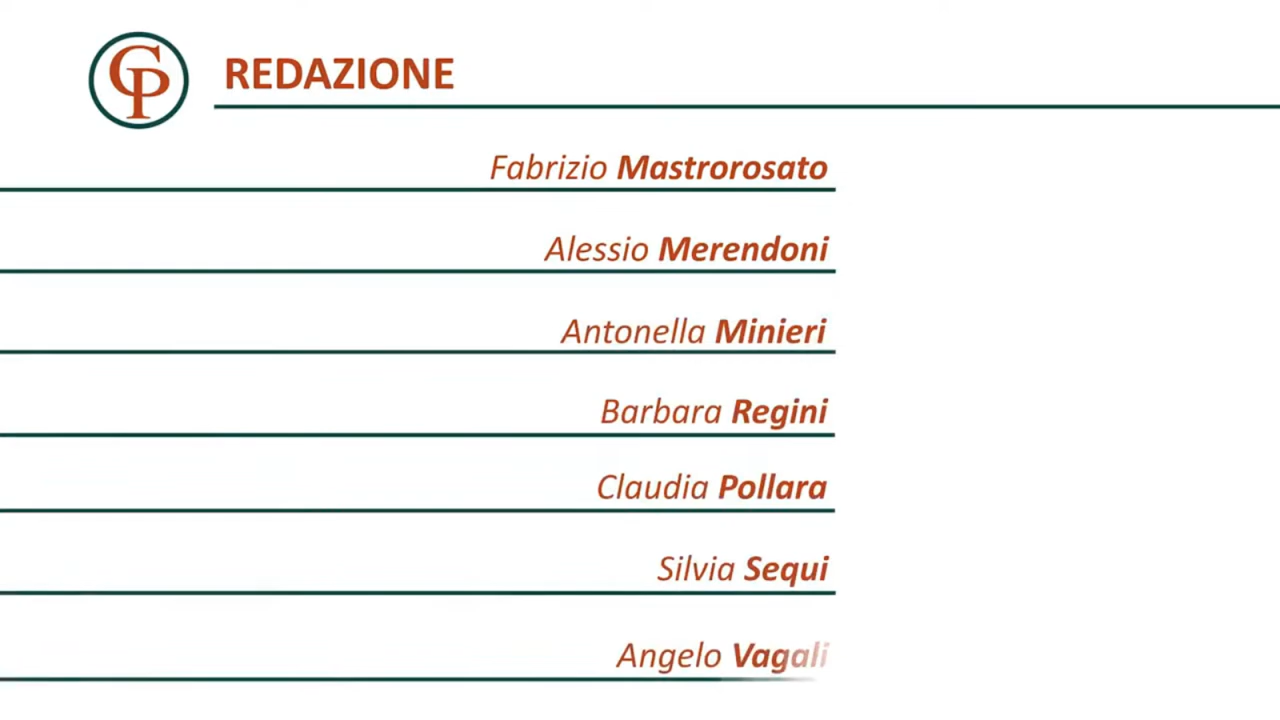 CP
REDAZIONE
Fabrizio Mastrorosato
Alessio Merendoni
Antonella Minieri
Barbara Regini
Claudia Pollara
Silvia Sequi
Angelo Vagali